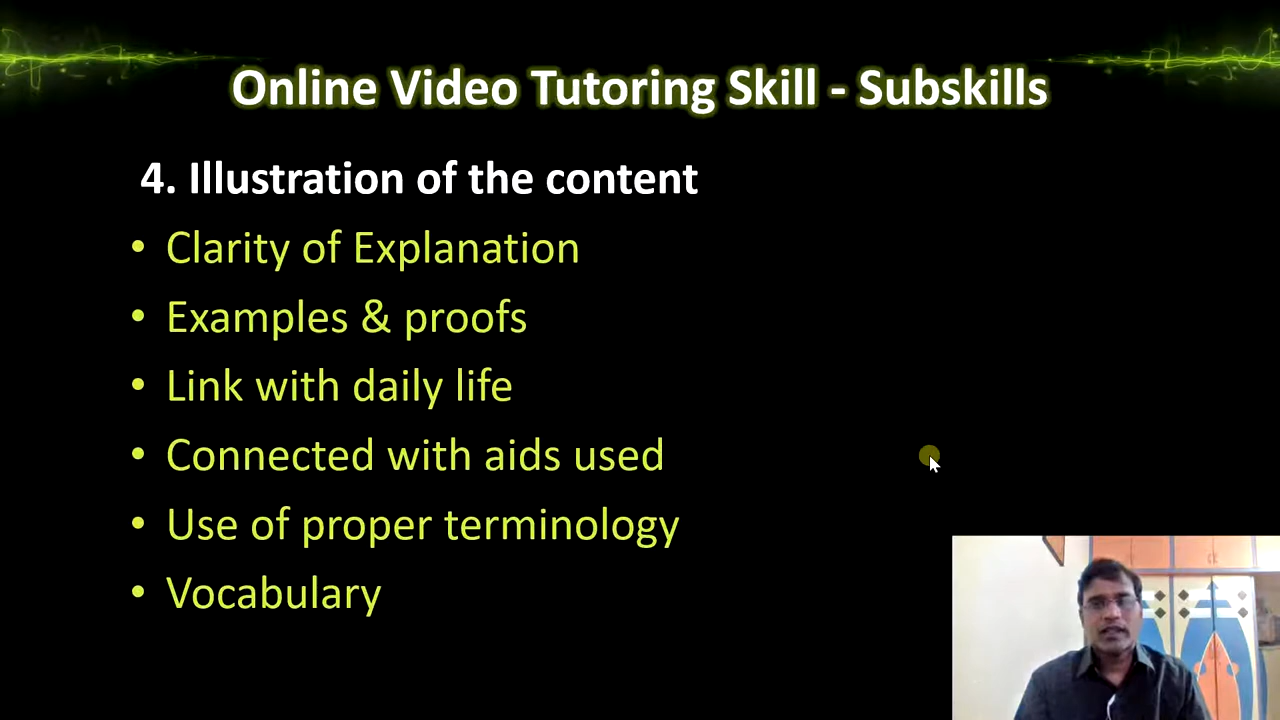 Online Video Tutoring Skill - Subskills
4. Illustration of the content
• Clarity of Explanation
• Examples & proofs
• Link with daily life
• Connected with aids used
• Use of proper terminology
• Vocabulary